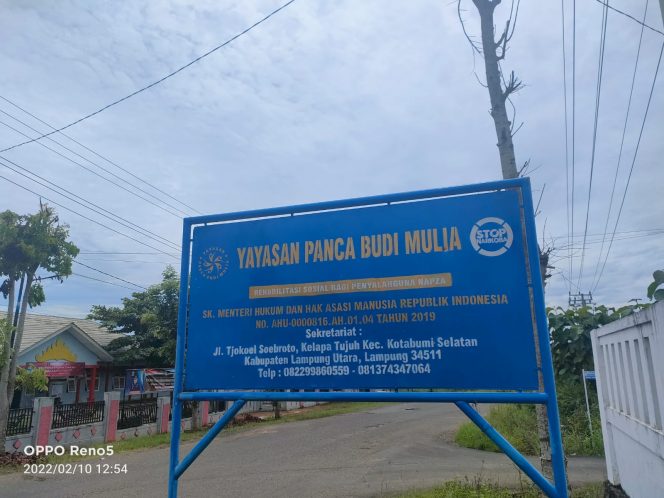 YAYASAN PANCA BUDI MULIA
STOP
NARKOBA
REHABILITASI SOSIAL BAGI PENYALAHGUNA NAPZA
SK. MENTERI HUKUM DAN HAK ASASI MANUSIA REPUBLIK INDONESIA
NO. AHU-0000816.AH.01.04 TAHUN 2019
Sekretariat :
Jl. Tjokoel Soebroto, Kelapa Tujuh Kec. Kotabumi Selatan
Kabupaten Lampung Utara, Lampung 34511
Telp : 082299860559 - 081374347064
OPPO Reno5
2022/02/10 12:54